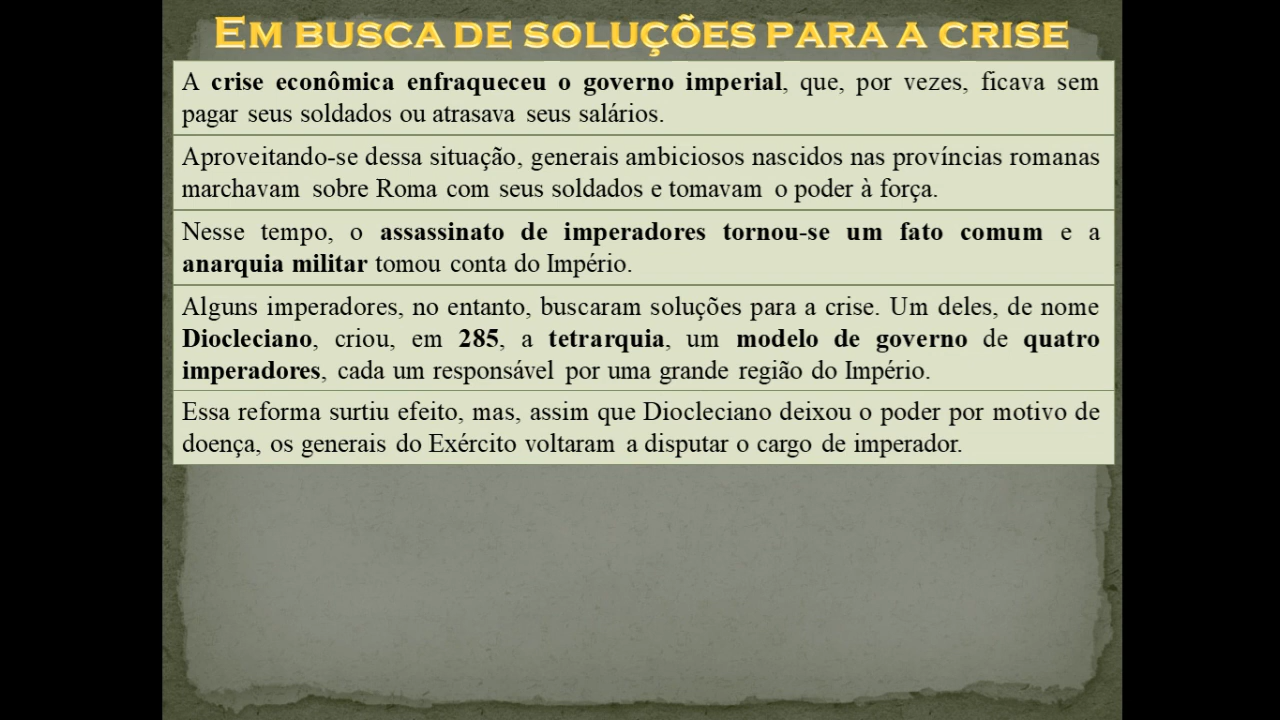 EM BUSCA DE SOLUÇÕES PARA A CRISE
A crise econômica enfraqueceu o governo imperial, que, por vezes, ficava sem
pagar seus soldados ou atrasava seus salários.
Aproveitando-se dessa situação, generais ambiciosos nascidos nas províncias romanas
marchavam sobre Roma com seus soldados e tomavam o poder à força.
Nesse tempo, o assassinato de imperadores tornou-se um fato comum e a
anarquia militar tomou conta do Império.
Alguns imperadores, no entanto, buscaram soluções para a crise. Um deles, de nome
Diocleciano, criou, em 285, a tetrarquia, um modelo de governo de quatro
imperadores, cada um responsável por uma grande região do Império.
Essa reforma surtiu efeito, mas, assim que Diocleciano deixou o poder por motivo de
doença, os generais do Exército voltaram a disputar o cargo de imperador.